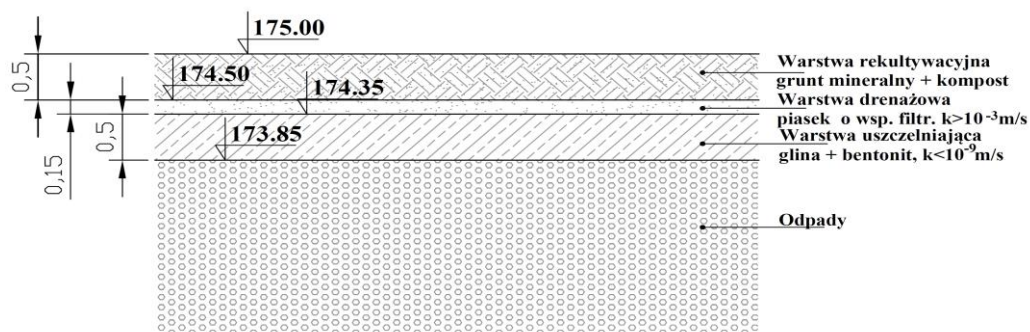 175.00
174.50
174.35
173.85
0,5
0,15
0,5
Warstwa rekultywacyjna
grunt mineralny + kompost
Warstwa drenażowa
piasek o wsp. filtr. k>10⁻³m/s
Warstwa uszczelniająca
glina + bentonit, k<10⁻⁹m/s
Odpady